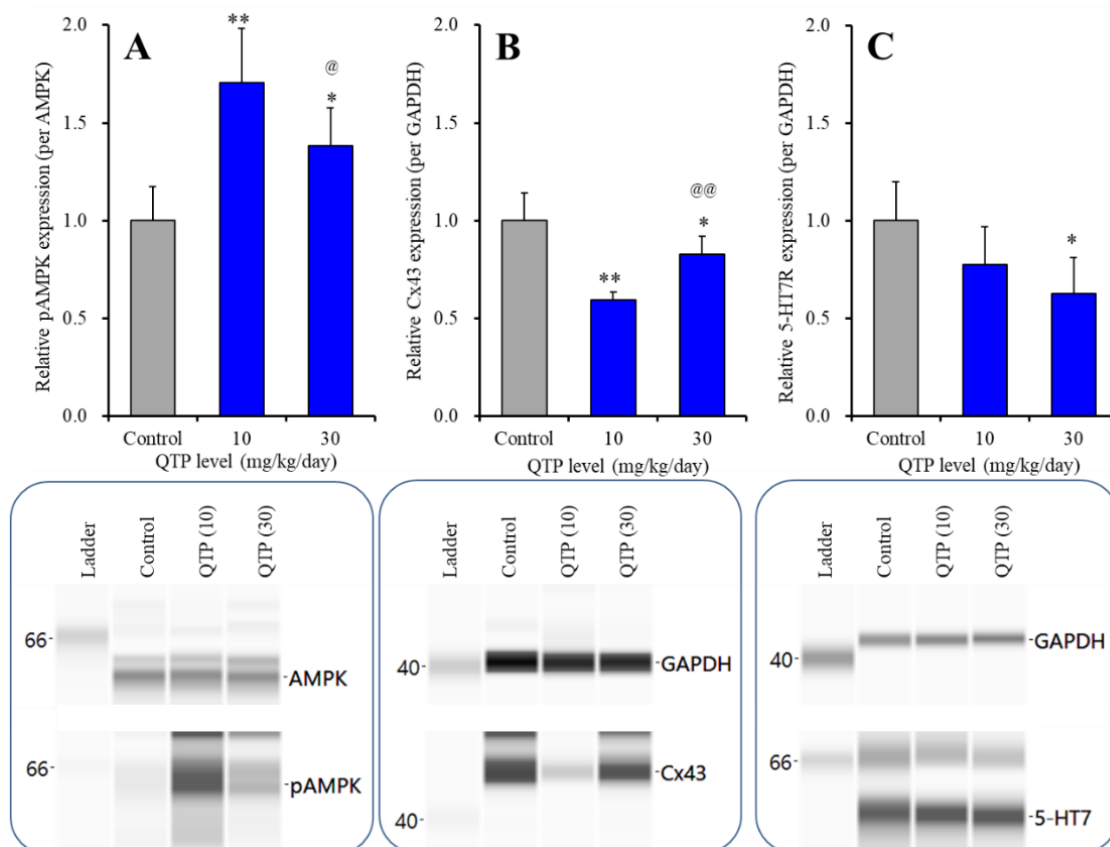 A
Relative pAMPK expression (per AMPK)
2.0
1.5
1.0
0.5
0.0
**
@
*
Control
10
30
QTP level (mg/kg/day)
B
Relative Cx43 expression (per GAPDH)
2.0
1.5
1.0
0.5
0.0
**
@@
*
Control
10
30
QTP level (mg/kg/day)
C
Relative 5-HT7R expression (per GAPDH)
2.0
1.5
1.0
0.5
0.0
*
Control
10
30
QTP level (mg/kg/day)
Ladder
Control
QTP (10)
QTP (30)
66-
-AMPK
66-
-pAMPK
Ladder
Control
QTP (10)
QTP (30)
40-
-GAPDH
-Cx43
40-
Ladder
Control
QTP (10)
QTP (30)
-GAPDH
40-
66-
-5-HT7